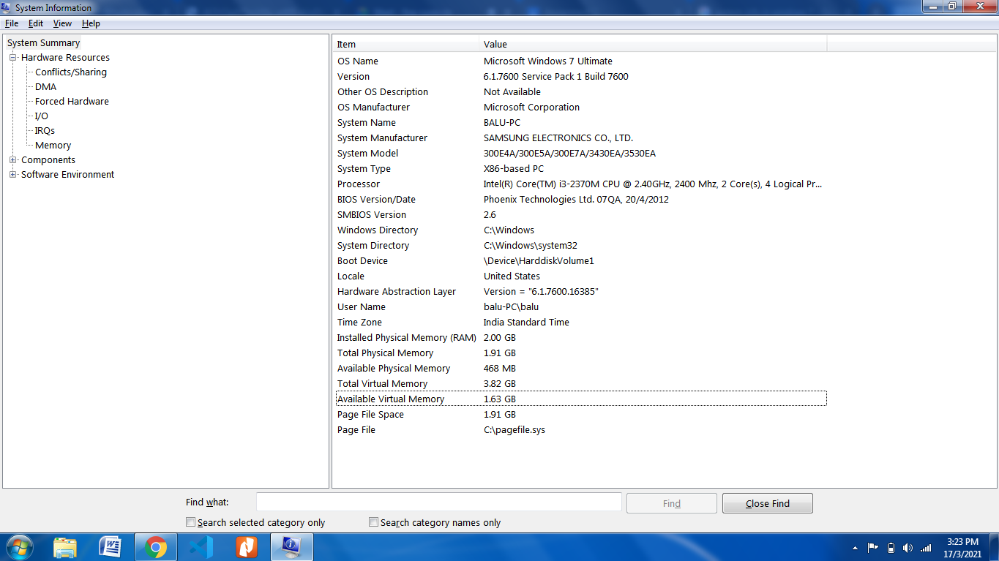 System Information
File Edit View Help
System Summary
Hardware Resources
Conflicts/Sharing
DMA
Forced Hardware
I/O
IRQs
Memory
Components
Software Environment
Item Value
OS Name Microsoft Windows 7 Ultimate
Version 6.1.7600 Service Pack 1 Build 7600
Other OS Description Not Available
OS Manufacturer Microsoft Corporation
System Name BALU-PC
System Manufacturer SAMSUNG ELECTRONICS CO., LTD.
System Model 300E4A/300E5A/300E7A/3430EA/3530EA
System Type X86-based PC
Processor Intel(R) Core(TM) i3-2370M CPU @ 2.40GHz, 2400 Mhz, 2 Core(s), 4 Logical Pr...
BIOS Version/Date Phoenix Technologies Ltd. 07QA, 20/4/2012
SMBIOS Version 2.6
Windows Directory C:\Windows
System Directory C:\Windows\system32
Boot Device \Device\HarddiskVolume1
Locale United States
Hardware Abstraction Layer Version = "6.1.7600.16385"
User Name balu-PC\balu
Time Zone India Standard Time
Installed Physical Memory (RAM) 2.00 GB
Total Physical Memory 1.91 GB
Available Physical Memory 468 MB
Total Virtual Memory 3.82 GB
Available Virtual Memory 1.63 GB
Page File Space 1.91 GB
Page File C:\pagefile.sys
Find what: Find Close Find
Search selected category only Search category names only
3:23 PM
17/3/2021